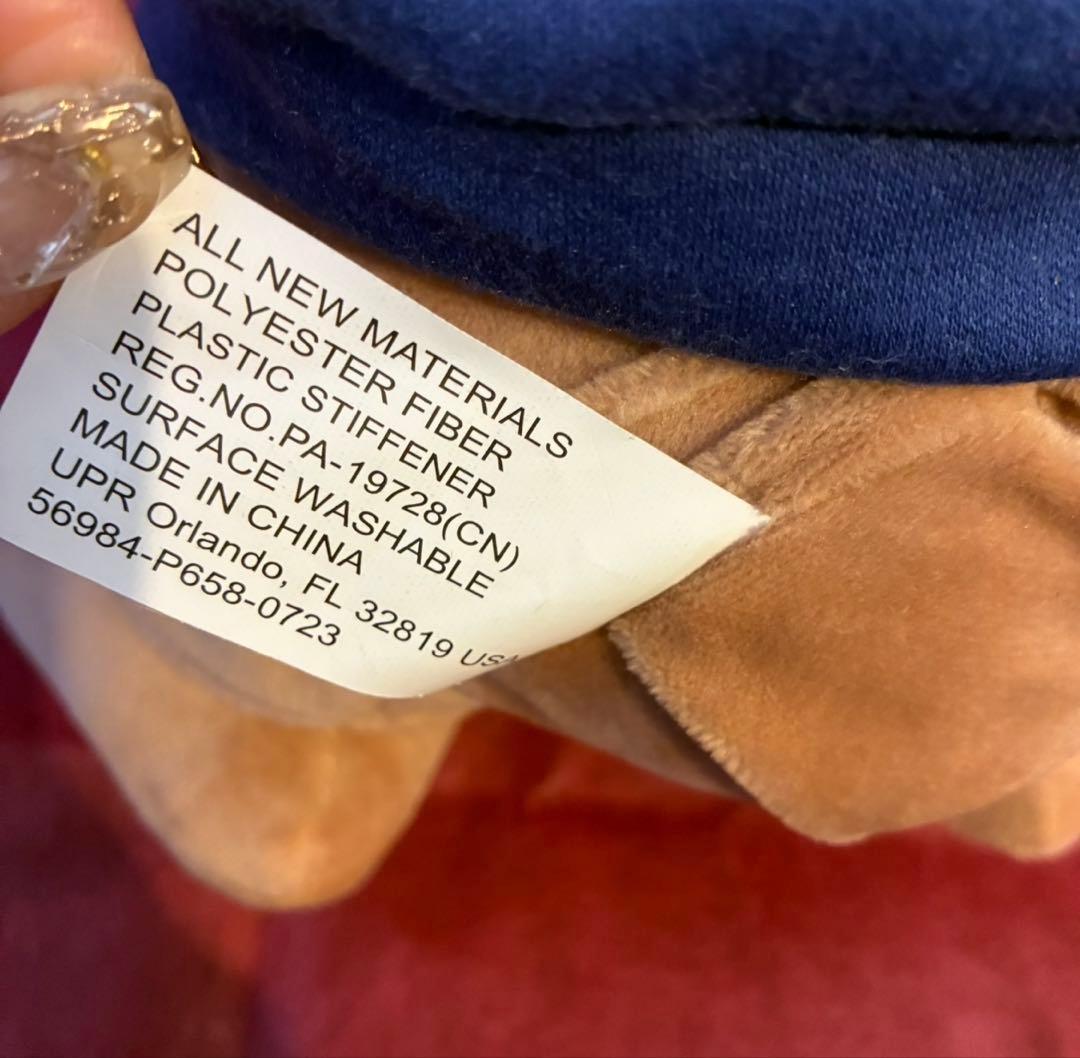 ALL NEW MATERIALS
POLYESTER FIBER
PLASTIC STIFFENER
REG.NO.PA-19728(CN)
SURFACE WASHABLE
MADE IN CHINA
UPR Orlando, FL 32819 USA
56984-P658-0723